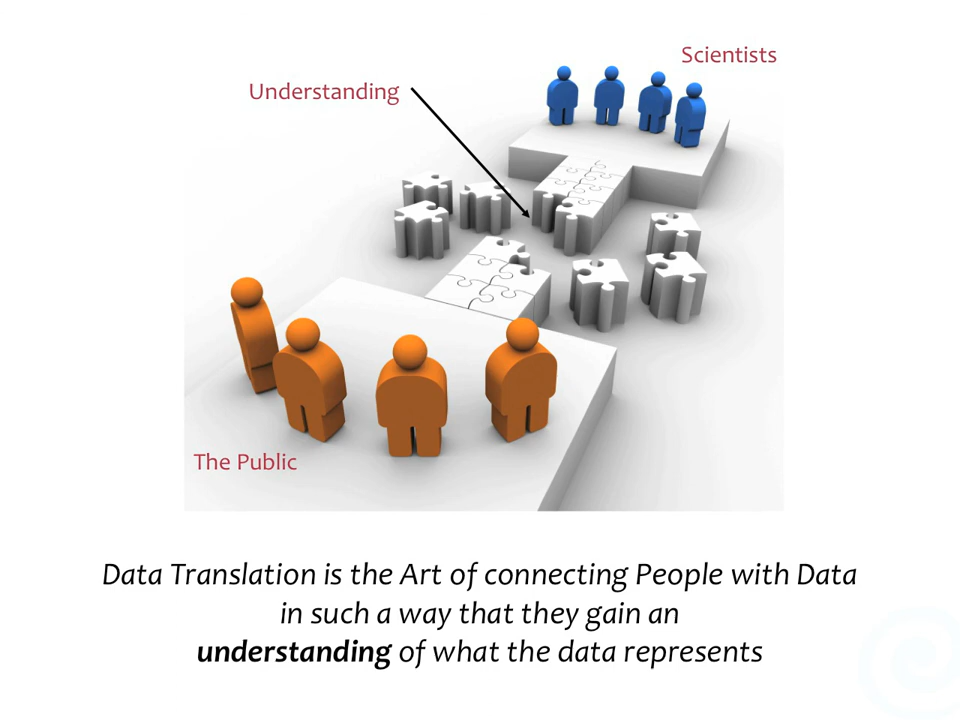 Scientists
Understanding
The Public
Data Translation is the Art of connecting People with Data
in such a way that they gain an
understanding of what the data represents